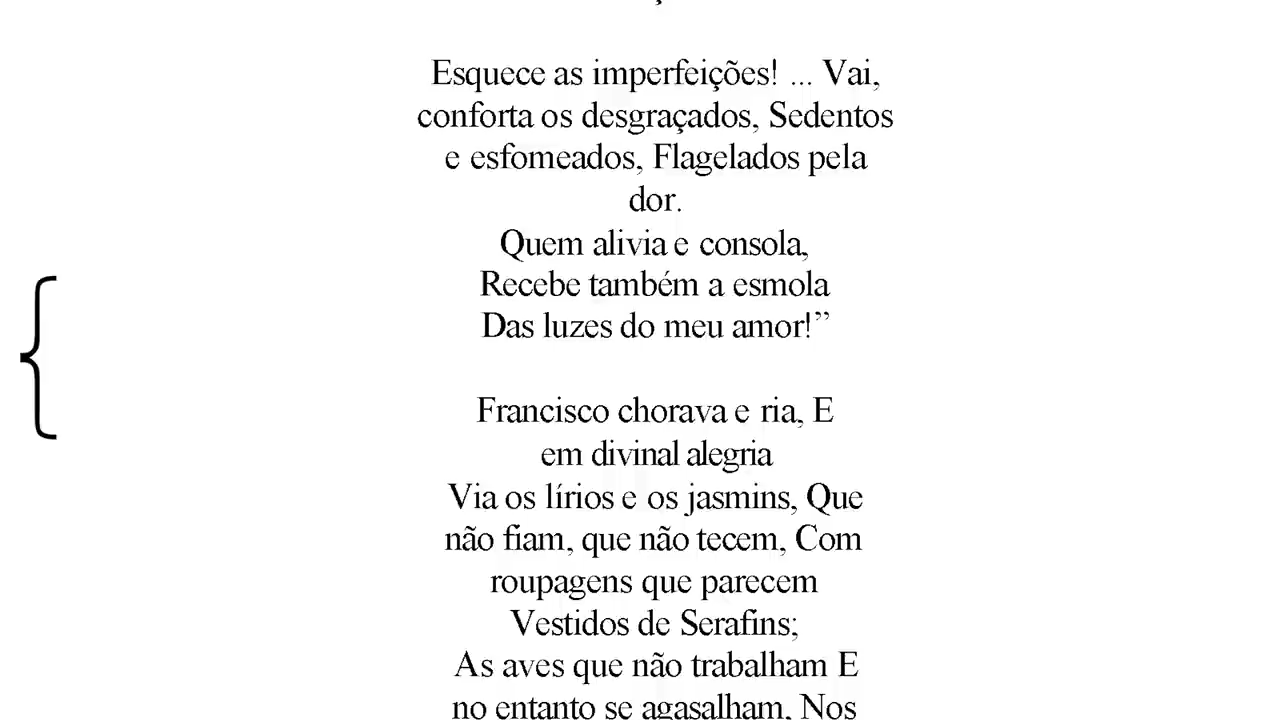 Esquece as imperfeições! ... Vai,
conforta os desgraçados, Sedentos
e esfomeados, Flagelados pela
dor.
Quem alivia e consola,
Recebe também a esmola
Das luzes do meu amor!”
Francisco chorava e ria, E
em divinal alegria
Via os lírios e os jasmins, Que
não fiam, que não tecem, Com
roupagens que parecem
Vestidos de Serafins;
As aves que não trabalham E
no entanto se agasalham, Nos